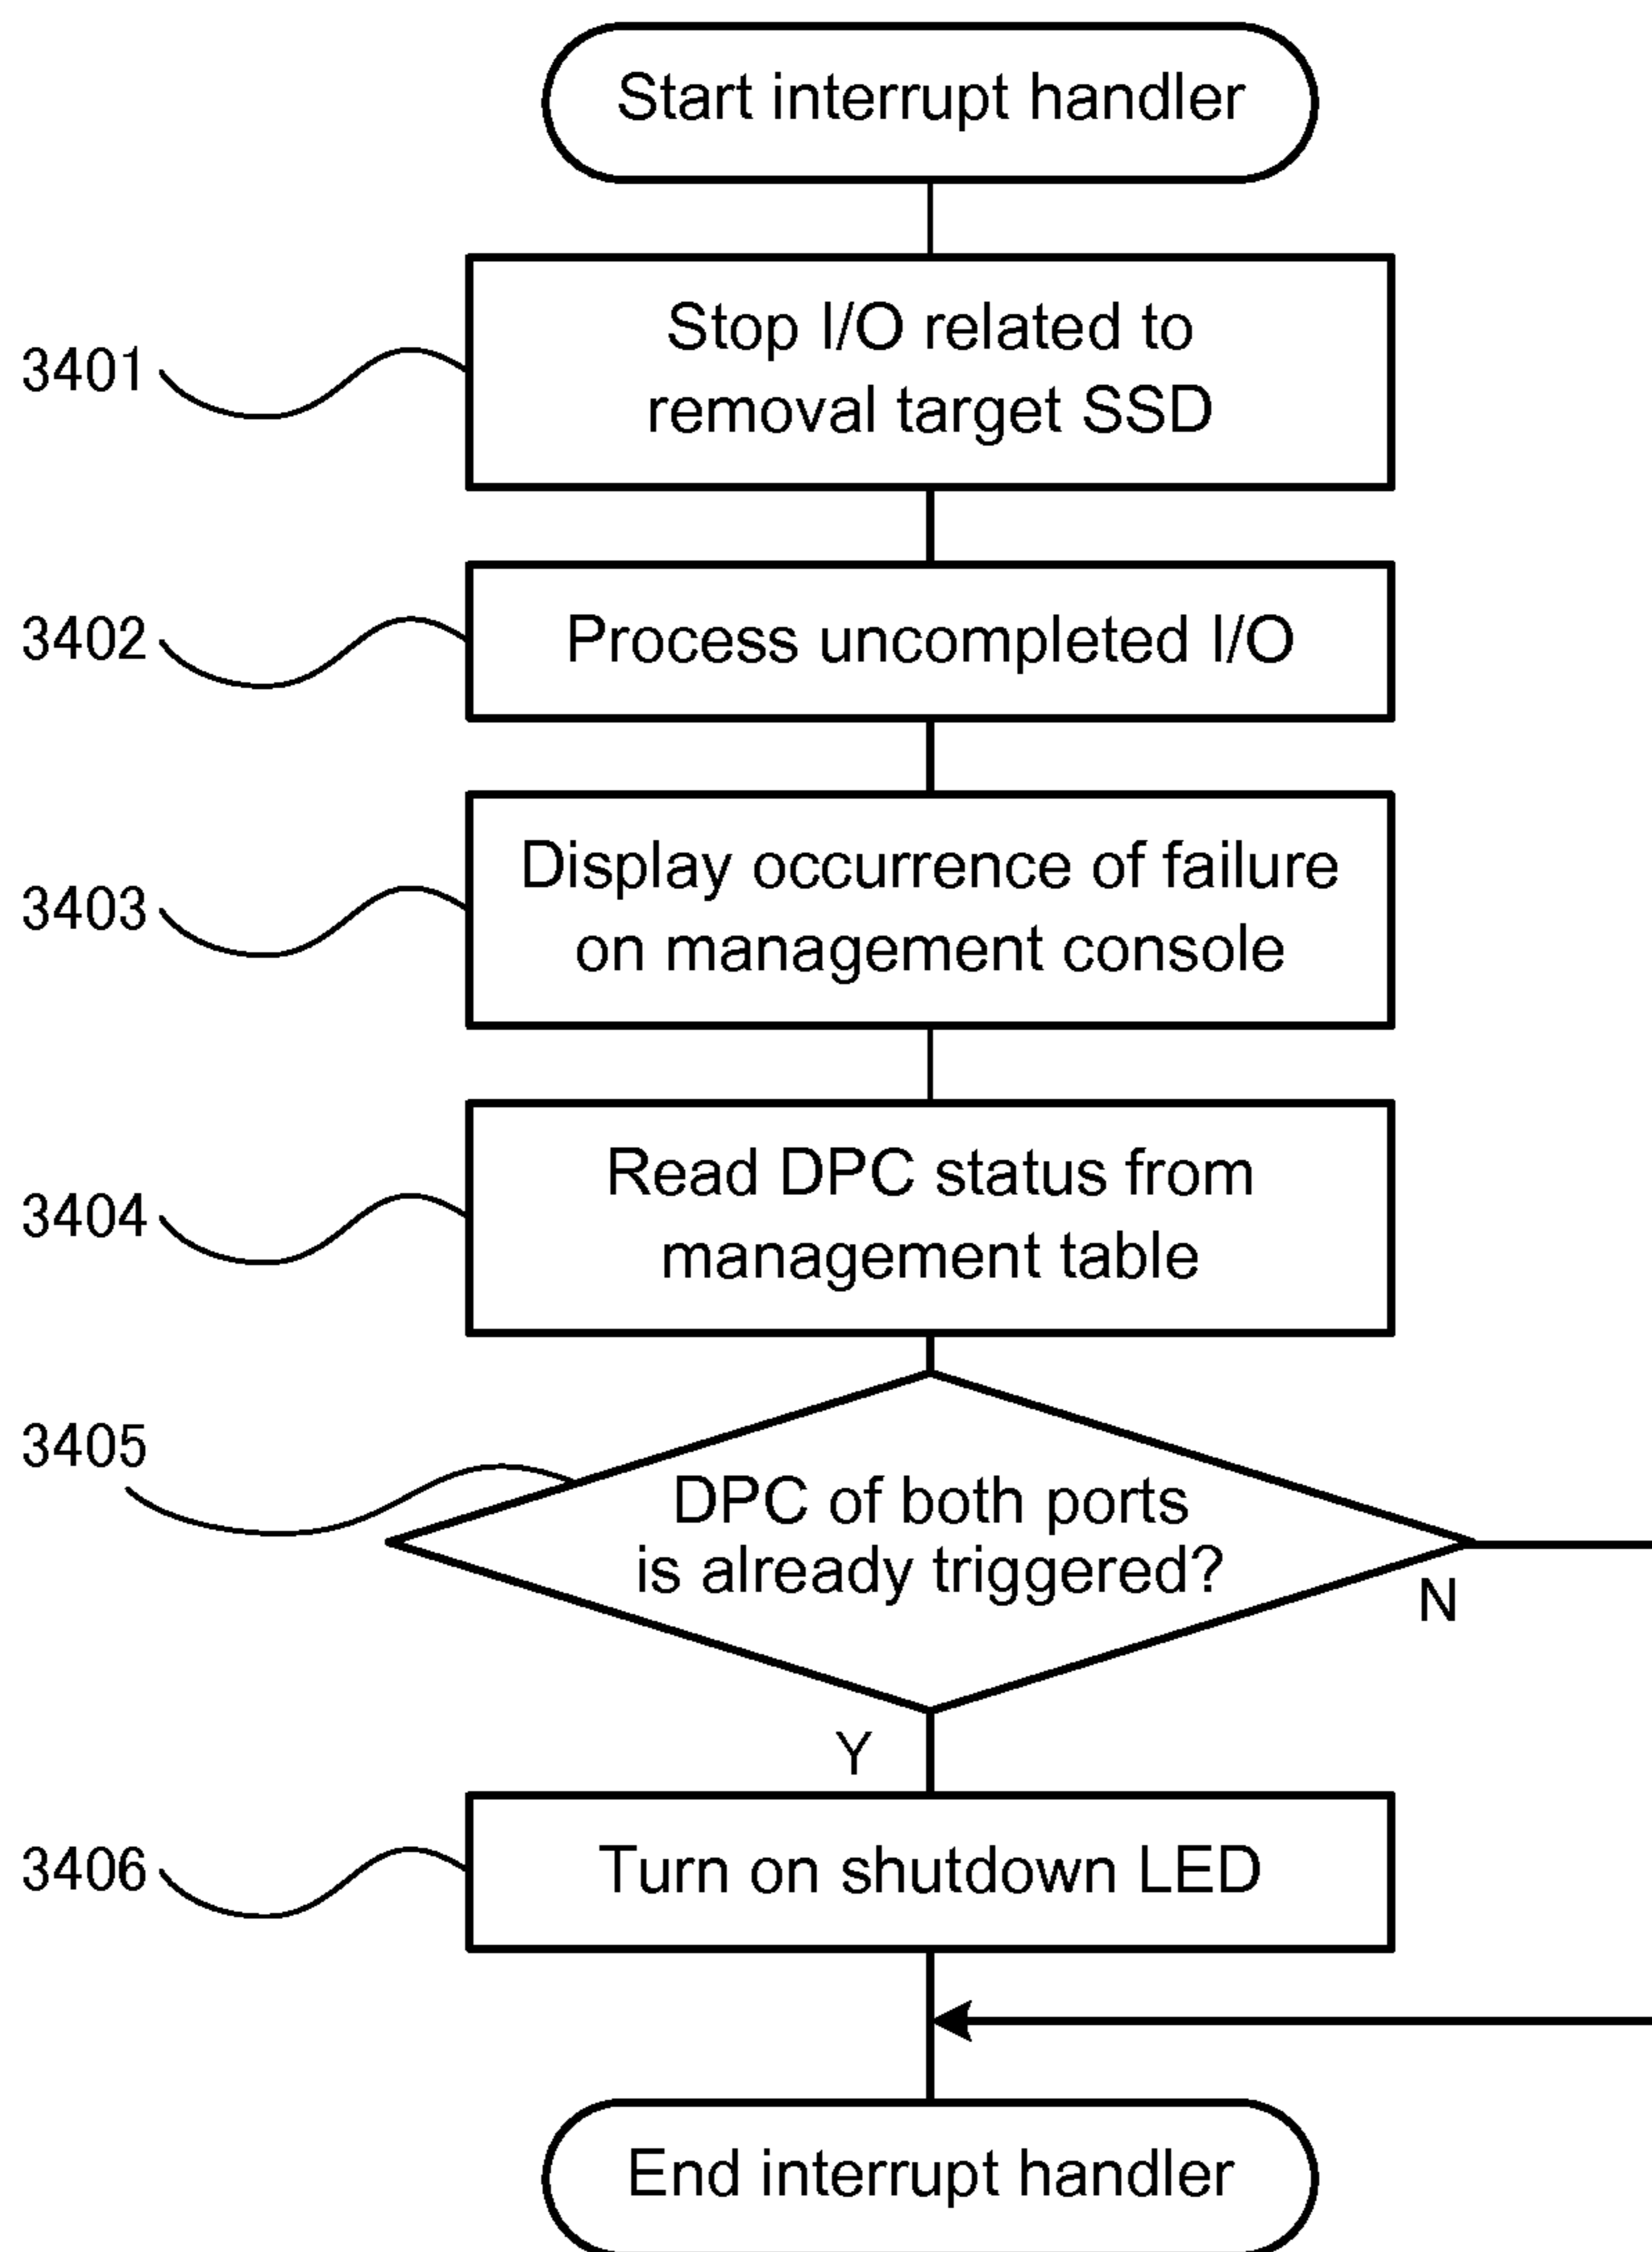 Start interrupt handler
3401
Stop I/O related to
removal target SSD
3402
Process uncompleted I/O
3403
Display occurrence of failure
on management console
3404
Read DPC status from
management table
3405
DPC of both ports
is already triggered?
N
Y
3406
Turn on shutdown LED
End interrupt handler